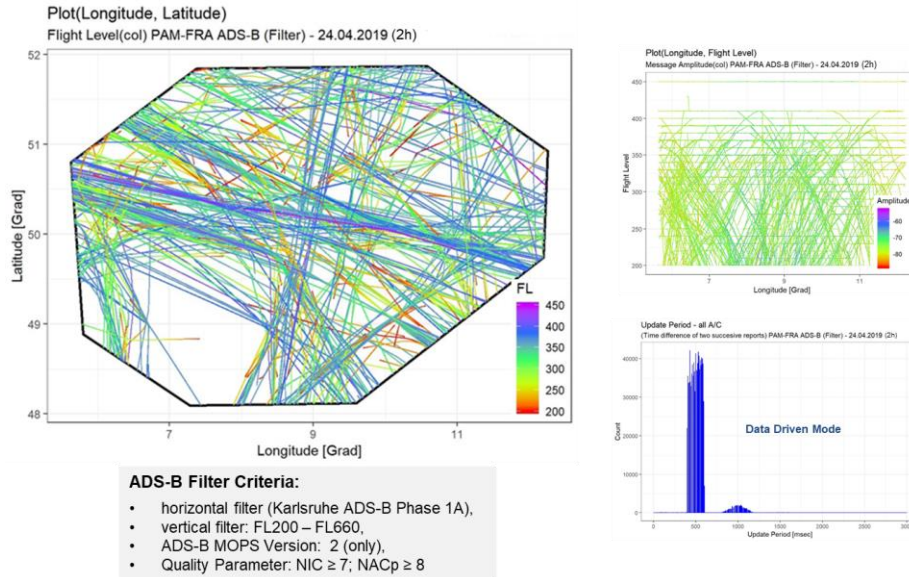 Plot(Longitude, Latitude)
Flight Level(col) PAM-FRA ADS-B (Filter) - 24.04.2019 (2h)
52
51
50
49
48
Latitude [Grad]
7
9
11
Longitude [Grad]
FL
450
400
350
300
250
200
ADS-B Filter Criteria:
• horizontal filter (Karlsruhe ADS-B Phase 1A),
• vertical filter: FL200 – FL660,
• ADS-B MOPS Version: 2 (only),
• Quality Parameter: NIC ≥ 7; NACp ≥ 8
Plot(Longitude, Flight Level)
Message Amplitude(col) PAM-FRA ADS-B (Filter) - 24.04.2019 (2h)
450
400
350
300
250
200
Flight Level
7
9
11
Longitude [Grad]
Amplitude
-60
-70
-80
Update Period - all A/C
(Time difference of two succesive reports) PAM-FRA ADS-B (Filter) - 24.04.2019 (2h)
40000
30000
20000
10000
0
Count
Data Driven Mode
0
500
1000
1500
2000
2500
3000
Update Period [msec]